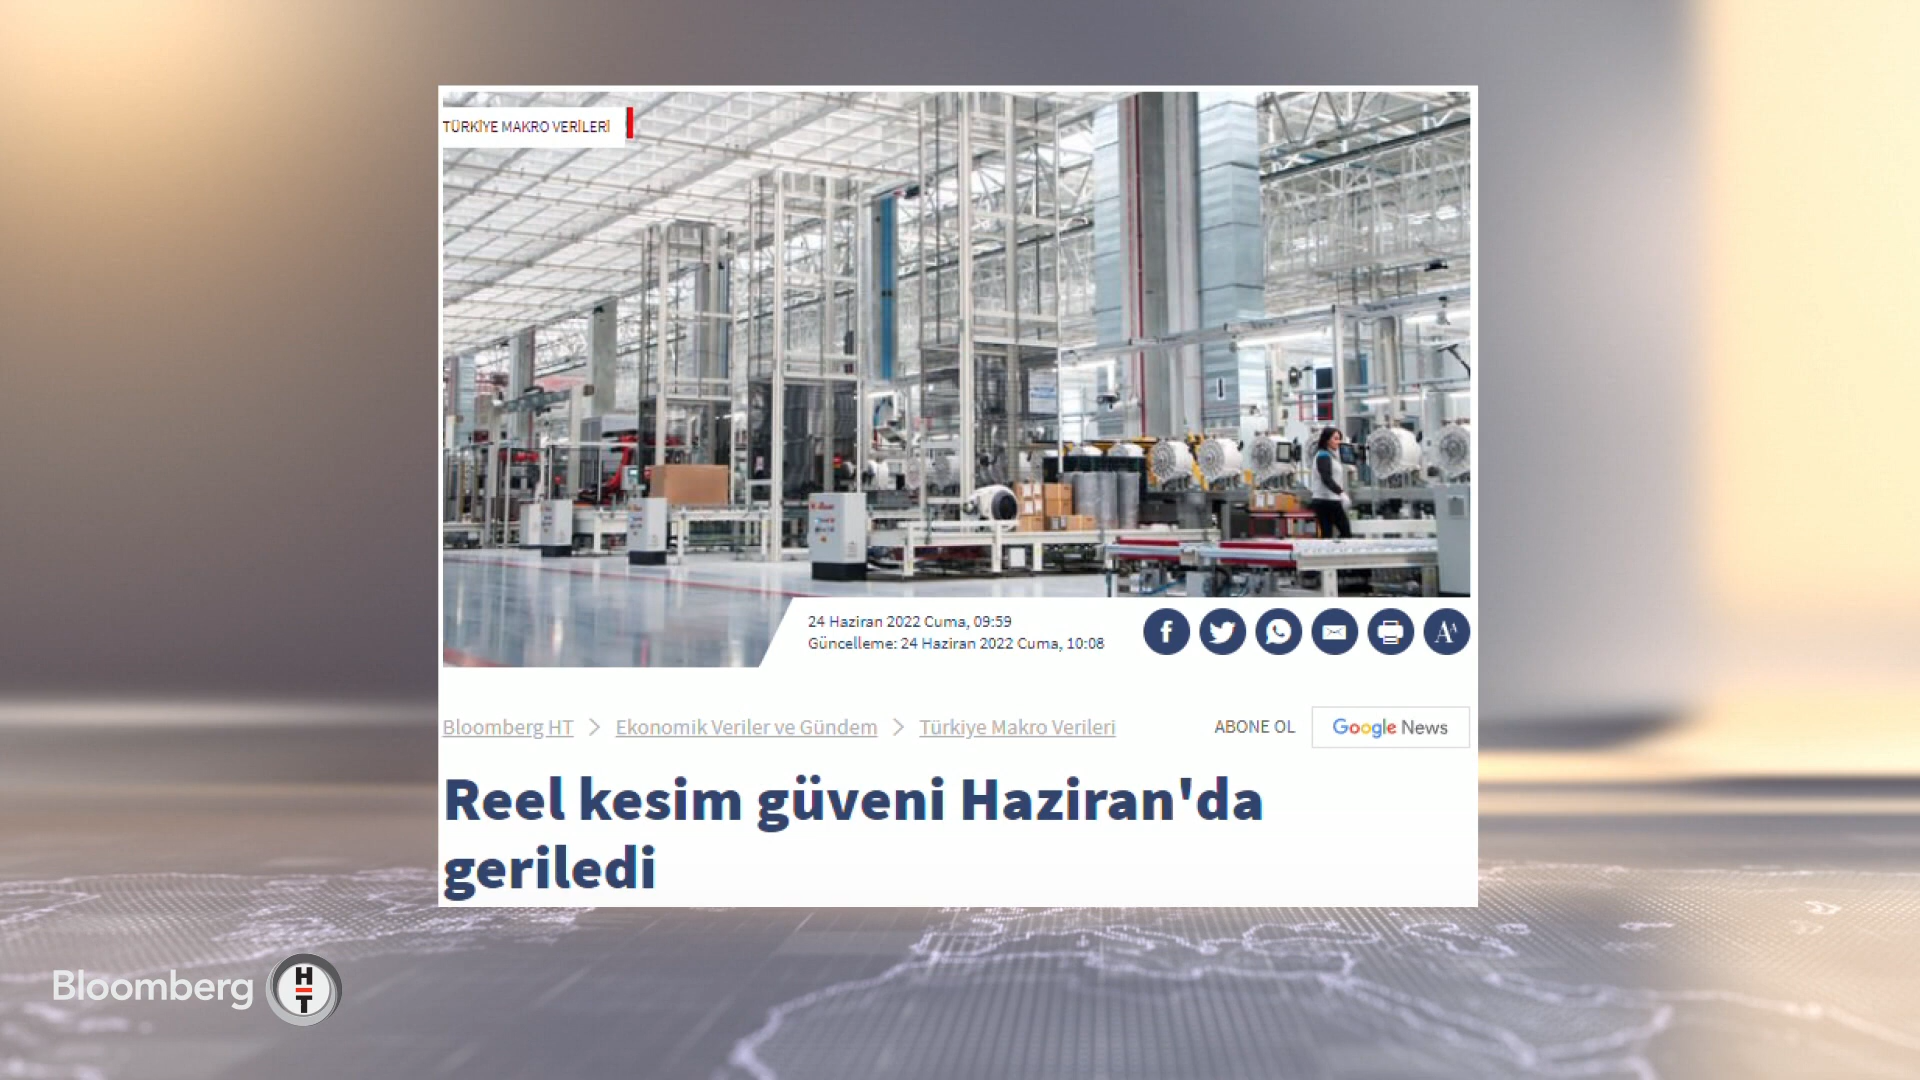 TÜRKİYE MAKRO VERİLERİ
24 Haziran 2022 Cuma, 09:59
Güncelleme: 24 Haziran 2022 Cuma, 10:08
Bloomberg HT > Ekonomik Veriler ve Gündem > Türkiye Makro Verileri
ABONE OL
Google News
Reel kesim güveni Haziran'da
geriledi
Bloomberg HT